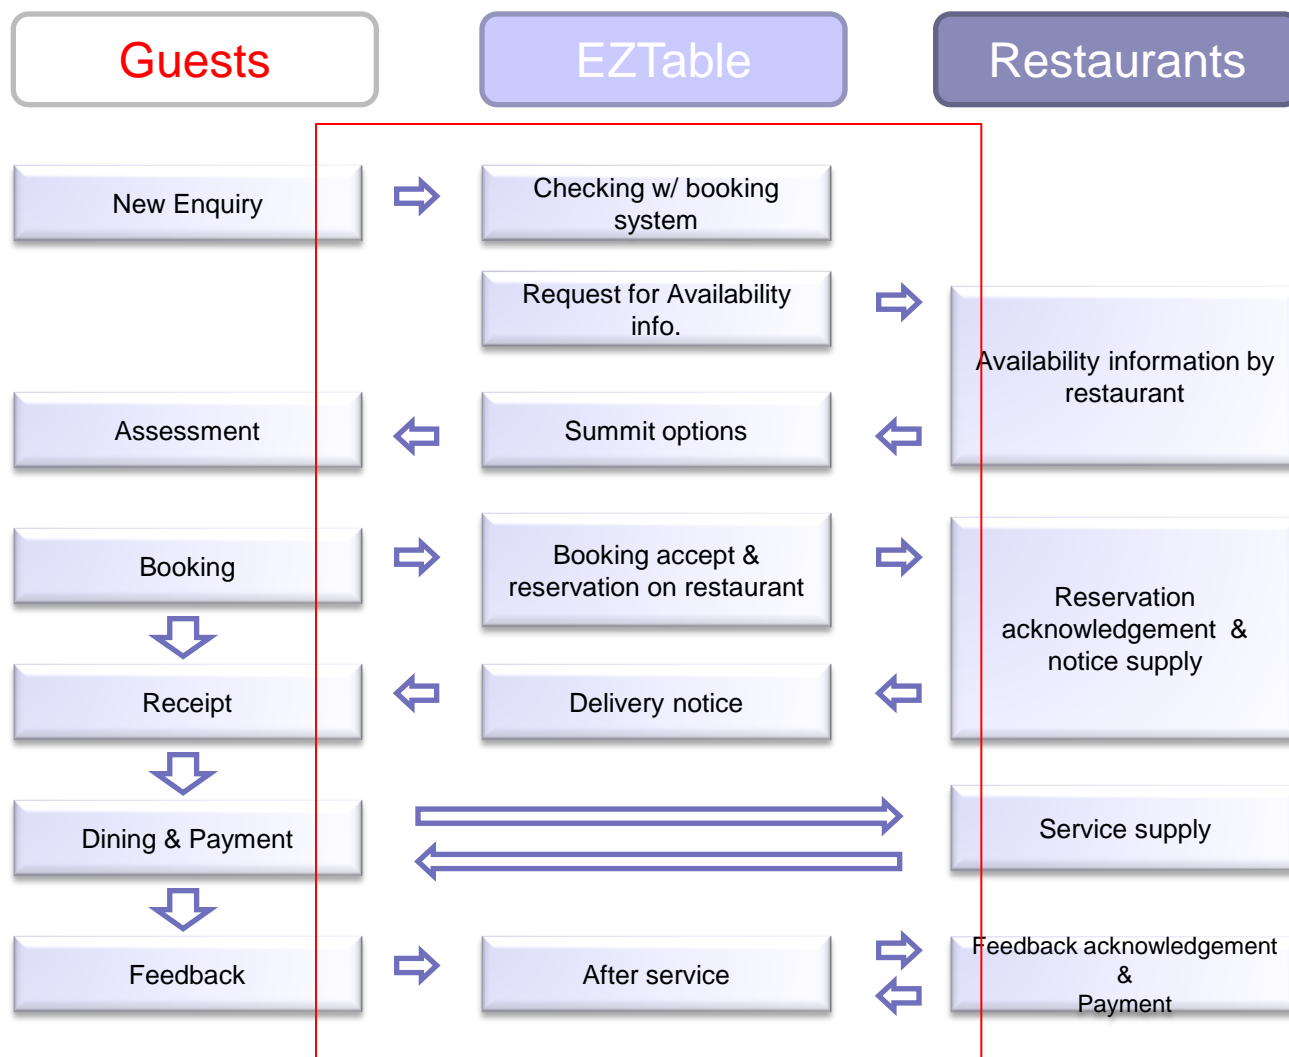 Guests
EZTable
Restaurants
New Enquiry
Checking w/ booking
system
Request for Availability
info.
Availability information by
restaurant
Assessment
Summit options
Booking
Booking accept &
reservation on restaurant
Reservation
acknowledgement &
notice supply
Receipt
Delivery notice
Dining & Payment
Service supply
Feedback
After service
Feedback acknowledgement
&
Payment